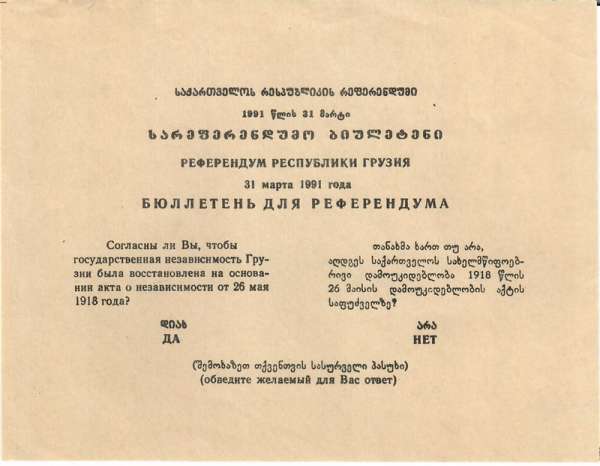 საქართველოს რესპუბლიკის რეფერენდუმი
1991 წლის 31 მარტი
სარეფერენდუმო ბიულეტენი
РЕФЕРЕНДУМ РЕСПУБЛИКИ ГРУЗИЯ
31 марта 1991 года
БЮЛЛЕТЕНЬ ДЛЯ РЕФЕРЕНДУМА
Согласны ли Вы, чтобы
государственная независимость Гру-
зии была восстановлена на основа-
нии акта о независимости от 26 мая
1918 года?
თანახმა ხართ თუ არა,
აღდგეს საქართველოს სახელმწიფოებ-
რივი დამოუკიდებლობა 1918 წლის
26 მაისის დამოუკიდებლობის აქტის
საფუძველზე?
დიახ
ДА
არა
НЕТ
(შემოხაზეთ თქვენთვის სასურველი პასუხი)
(обведите желаемый для Вас ответ)